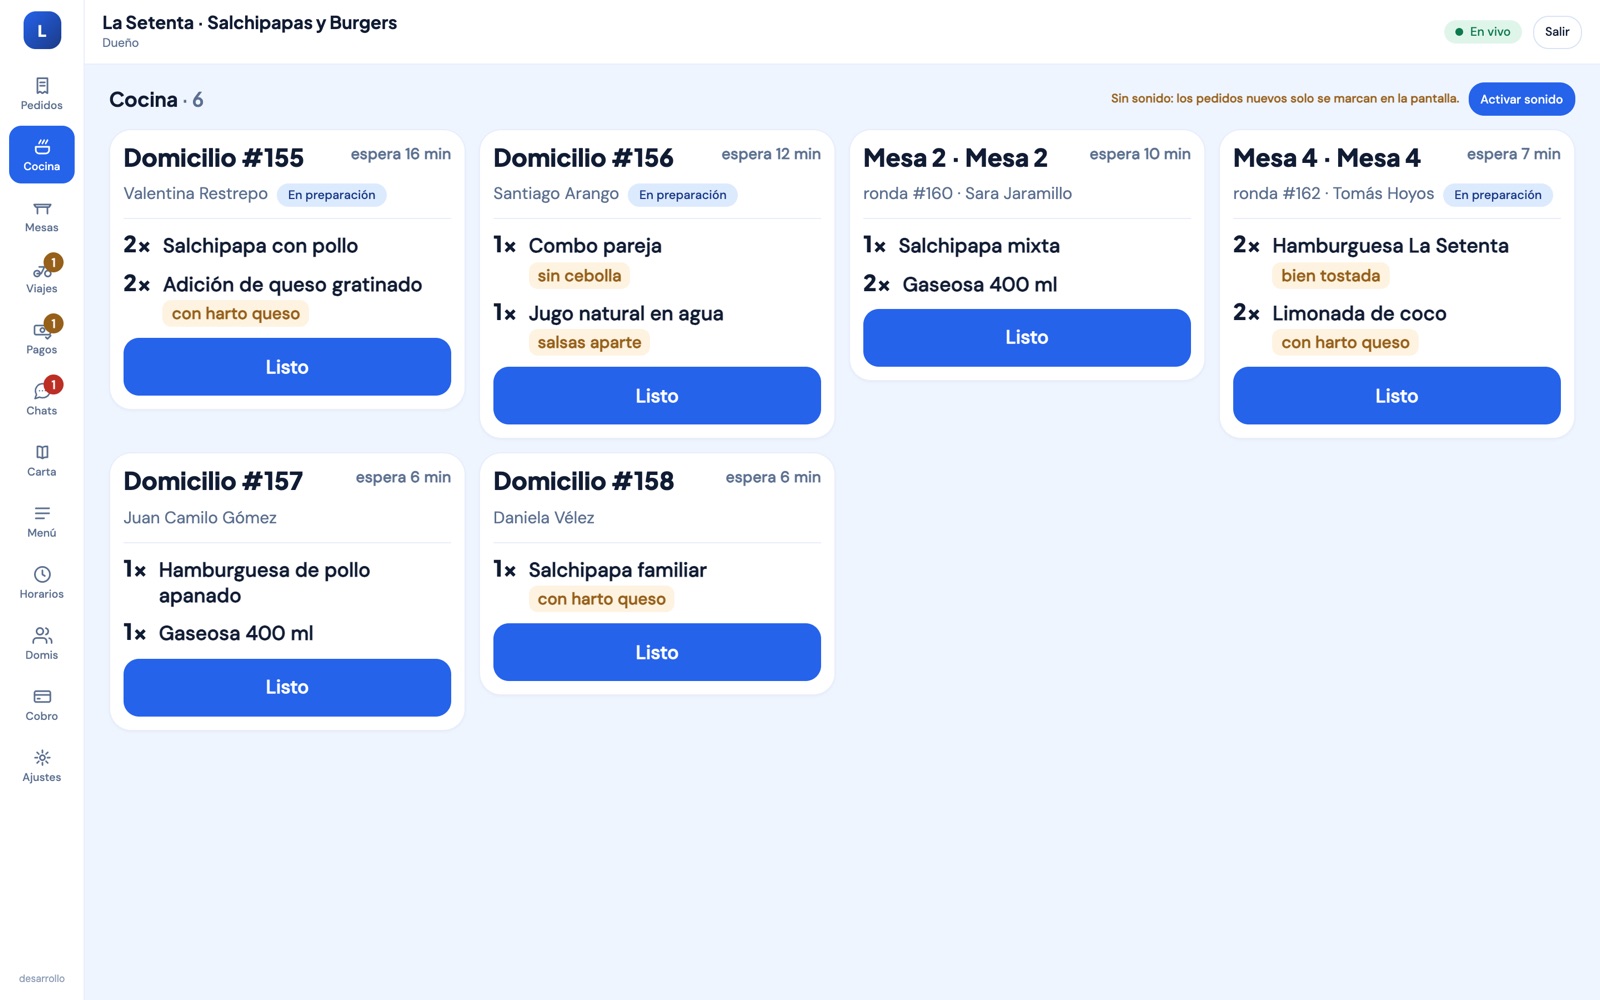 L
La Setenta · Salchipapas y Burgers
Dueño
En vivo
Salir
Pedidos
Cocina
Mesas
1
Viajes
1
Pagos
1
Chats
Carta
Menú
Horarios
Domis
Cobro
Ajustes
desarrollo
Cocina · 6
Sin sonido: los pedidos nuevos solo se marcan en la pantalla.
Activar sonido
Domicilio #155
espera 16 min
Valentina Restrepo
En preparación
2× Salchipapa con pollo
2× Adición de queso gratinado
con harto queso
Listo
Domicilio #156
espera 12 min
Santiago Arango
En preparación
1× Combo pareja
sin cebolla
1× Jugo natural en agua
salsas aparte
Listo
Mesa 2 · Mesa 2
espera 10 min
ronda #160 · Sara Jaramillo
1× Salchipapa mixta
2× Gaseosa 400 ml
Listo
Mesa 4 · Mesa 4
espera 7 min
ronda #162 · Tomás Hoyos
En preparación
2× Hamburguesa La Setenta
bien tostada
2× Limonada de coco
con harto queso
Listo
Domicilio #157
espera 6 min
Juan Camilo Gómez
1× Hamburguesa de pollo
apanado
1× Gaseosa 400 ml
Listo
Domicilio #158
espera 6 min
Daniela Vélez
1× Salchipapa familiar
con harto queso
Listo